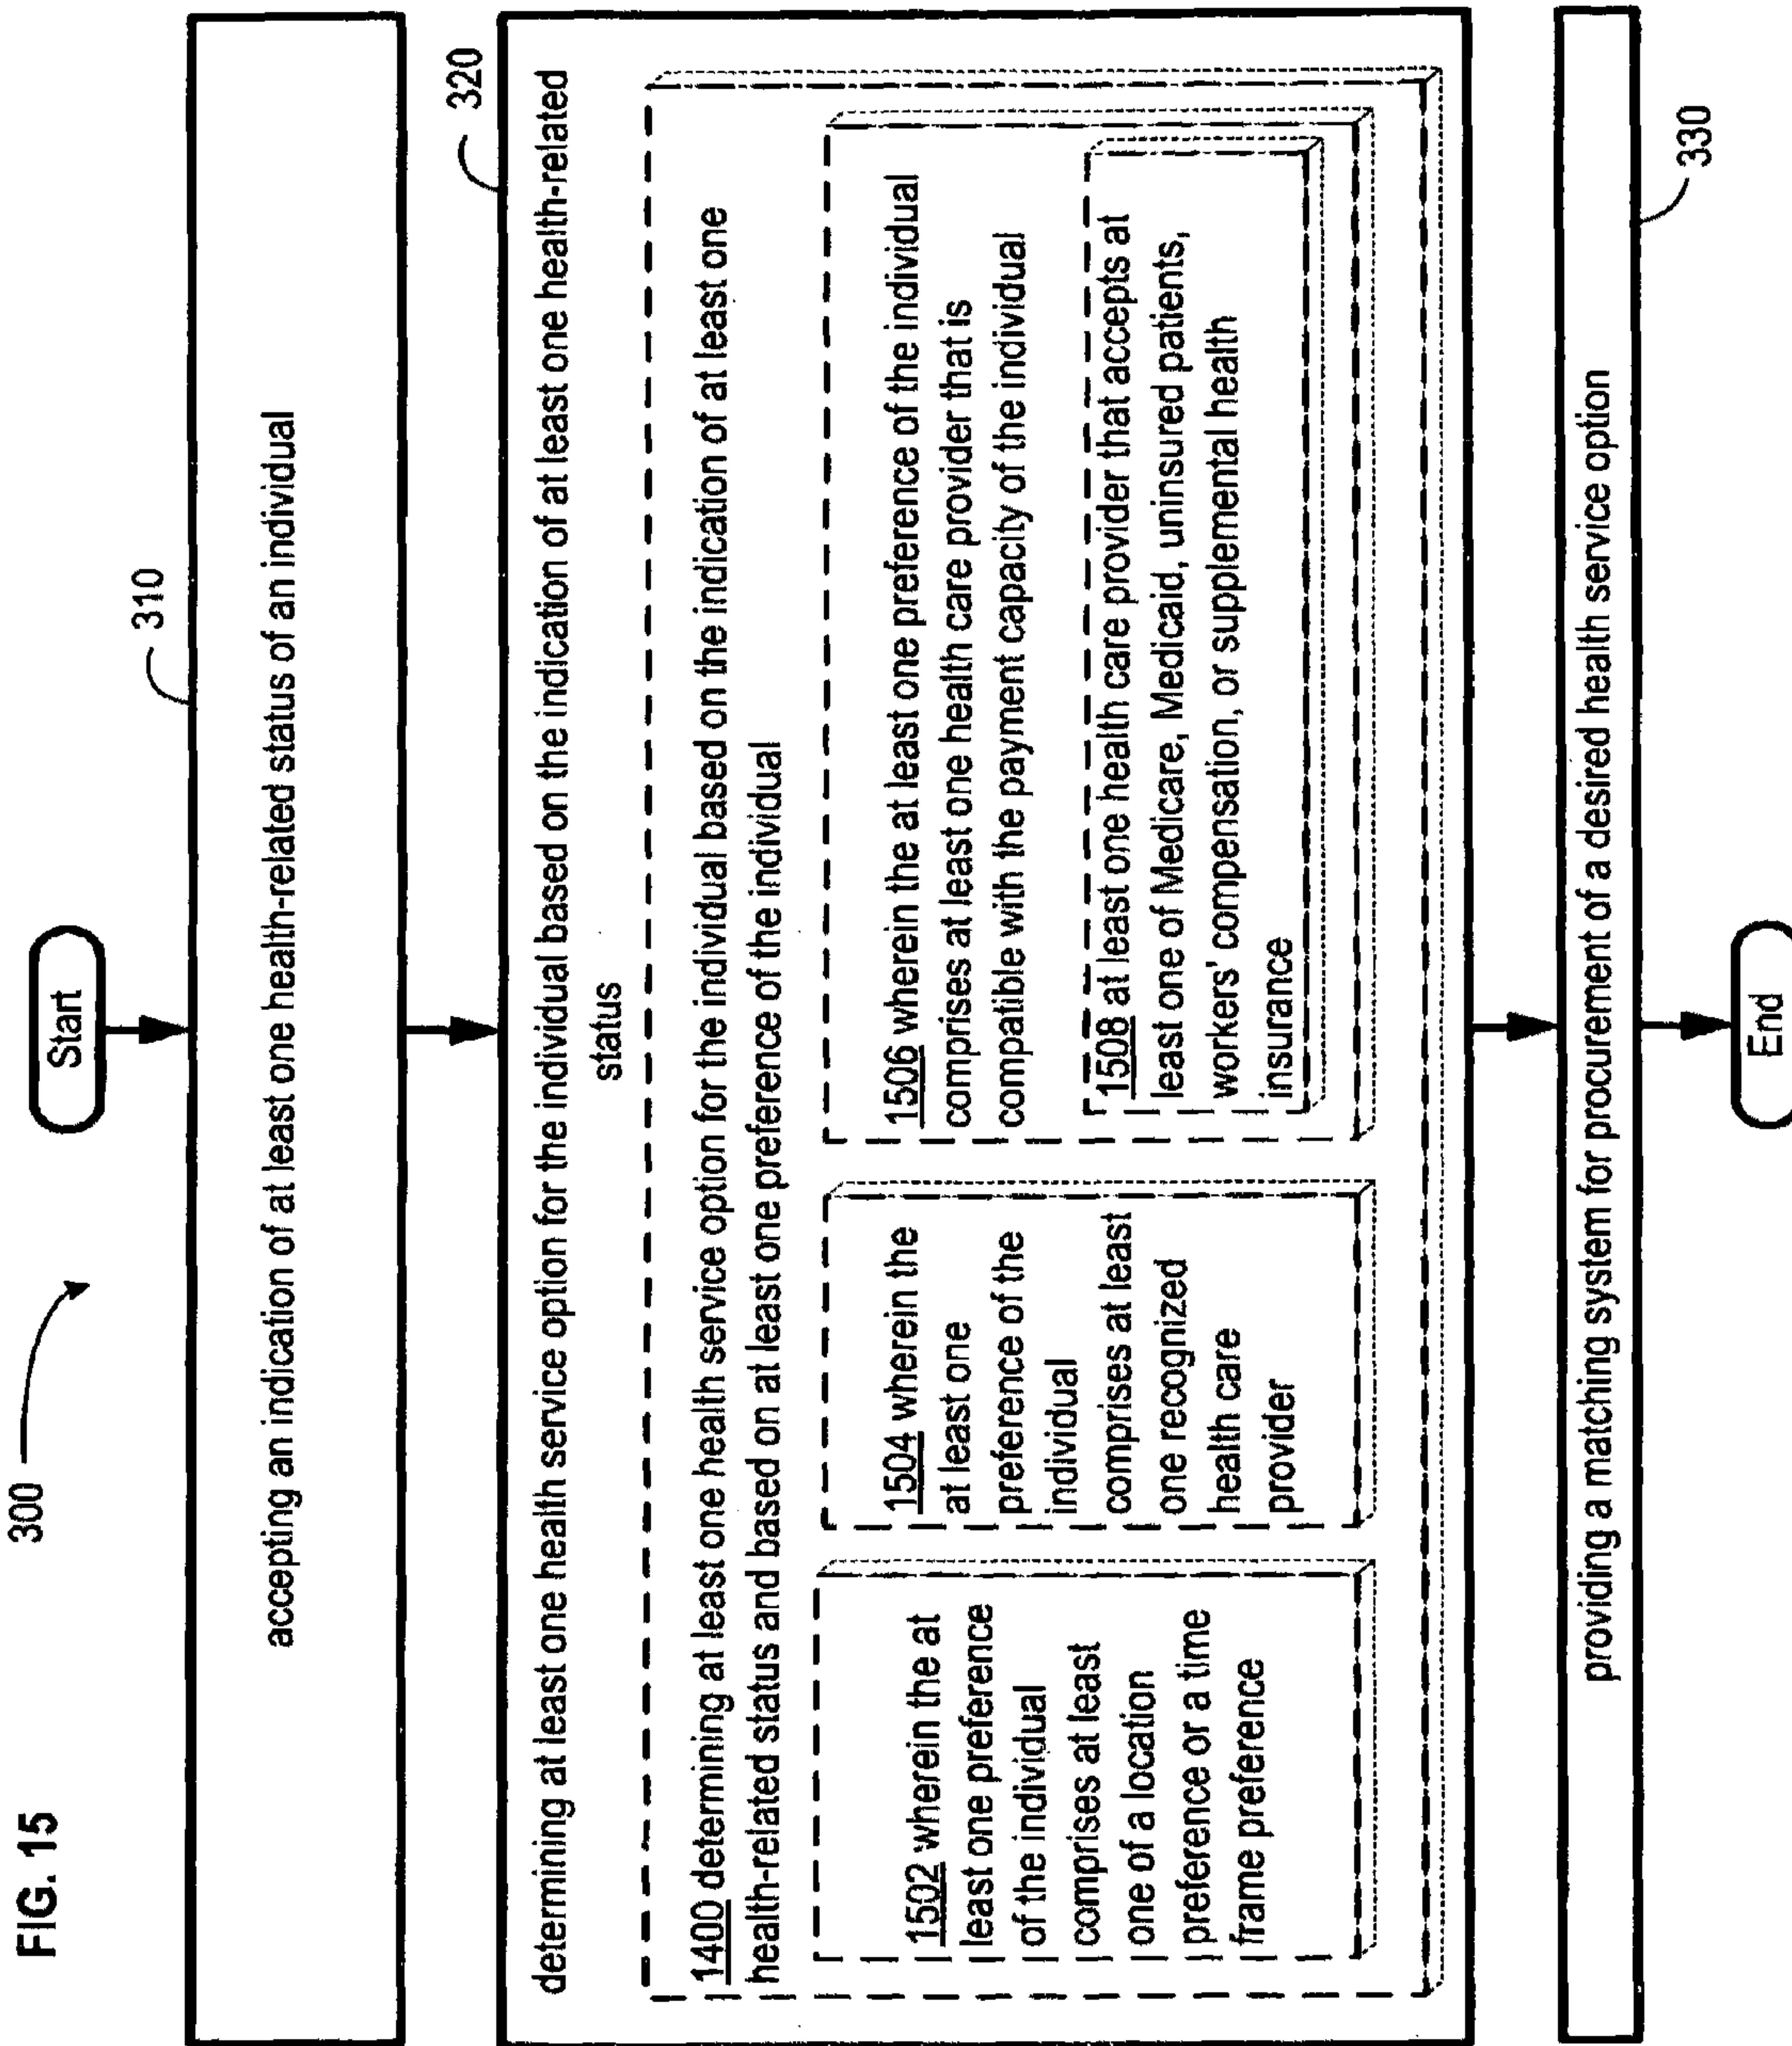 FIG. 15
300
Start
310
accepting an indication of at least one health-related status of an individual
320
determining at least one health service option for the individual based on the indication of at least one health-related
status
1400 determining at least one health service option for the individual based on the indication of at least one
health-related status and based on at least one preference of the individual
1502 wherein the at
least one preference
of the individual
comprises at least
one of a location
preference or a time
frame preference
1504 wherein the
at least one
preference of the
individual
comprises at least
one recognized
health care
provider
1506 wherein the at least one preference of the individual
comprises at least one health care provider that is
compatible with the payment capacity of the individual
1508 at least one health care provider that accepts at
least one of Medicare, Medicaid, uninsured patients,
workers' compensation, or supplemental health
insurance
330
providing a matching system for procurement of a desired health service option
End